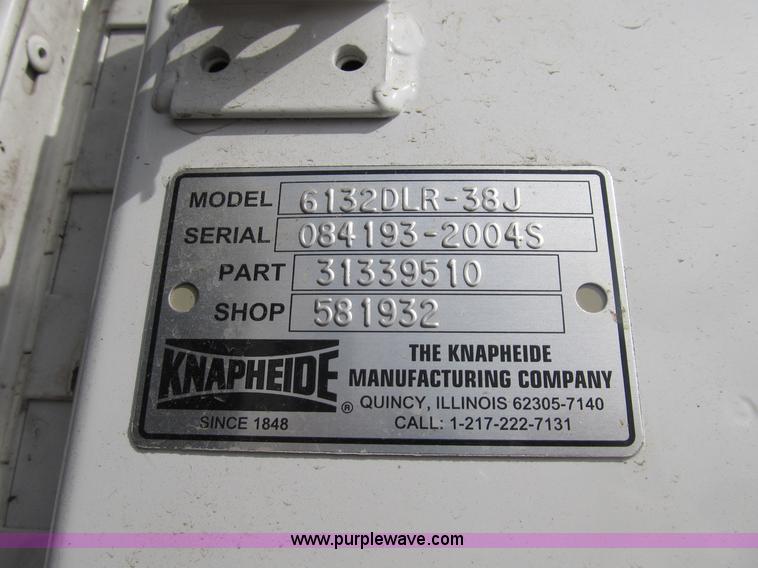 MODEL 6132DLR-38J
SERIAL 084193-2004S
PART 31339510
SHOP 581932
KNAPHEIDE ®
SINCE 1848
THE KNAPHEIDE
MANUFACTURING COMPANY
QUINCY, ILLINOIS 62305-7140
CALL: 1-217-222-7131
www.purplewave.com